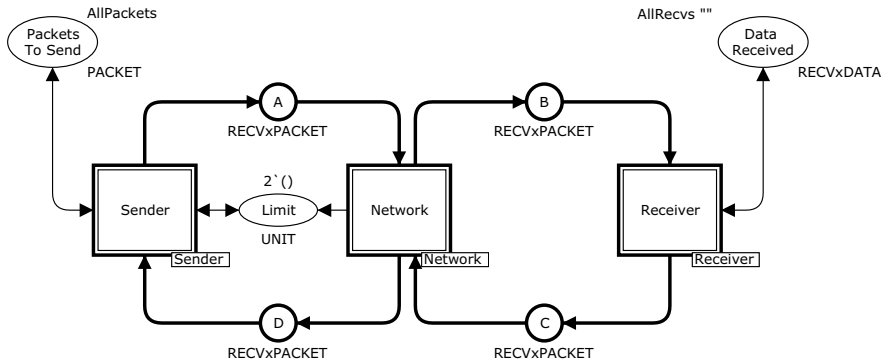 AllPackets
Packets
To Send
PACKET
AllRecvs ""
Data
Received
RECVxDATA
A
RECVxPACKET
B
RECVxPACKET
Sender
Sender
2`()
Limit
UNIT
Network
Network
Receiver
Receiver
D
RECVxPACKET
C
RECVxPACKET